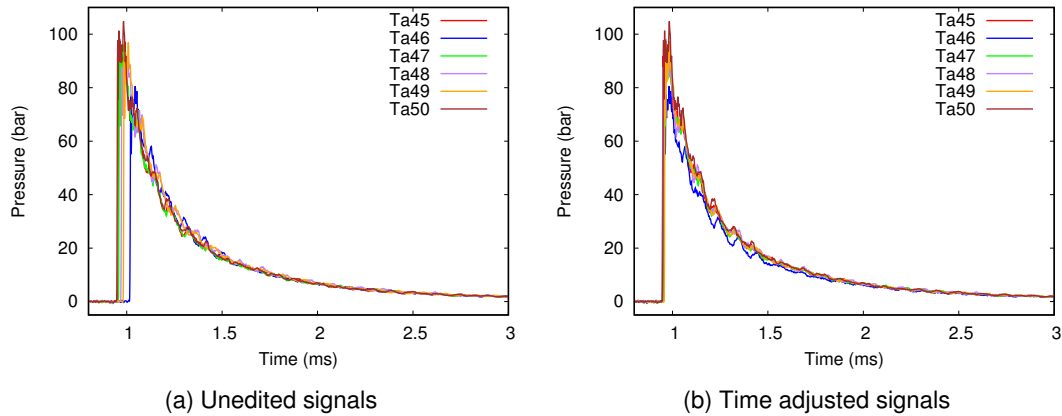 Pressure (bar)
100
80
60
40
20
0
1
1.5
2
2.5
3
Time (ms)
Ta45
Ta46
Ta47
Ta48
Ta49
Ta50
(a) Unedited signals
Pressure (bar)
100
80
60
40
20
0
1
1.5
2
2.5
3
Time (ms)
Ta45
Ta46
Ta47
Ta48
Ta49
Ta50
(b) Time adjusted signals